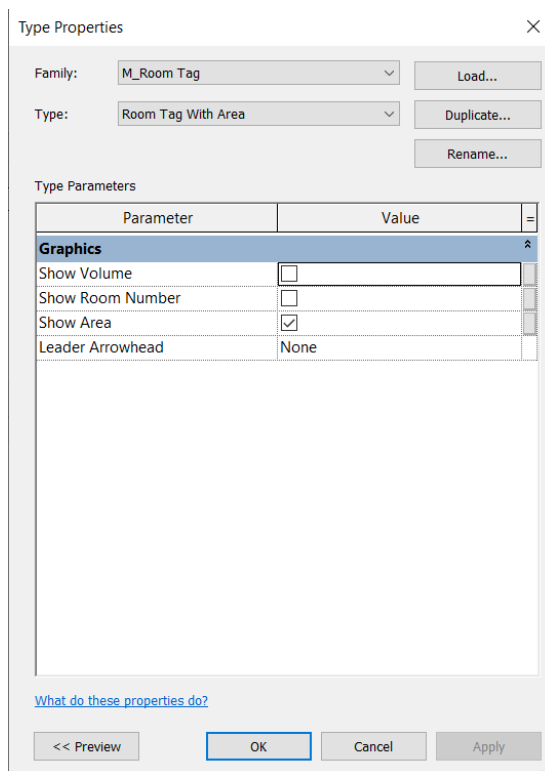 Type Properties
Family: M_Room Tag Load...
Type: Room Tag With Area Duplicate...
Rename...
Type Parameters
Parameter Value =
Graphics
Show Volume
Show Room Number
Show Area
Leader Arrowhead None
What do these properties do?
<< Preview OK Cancel Apply